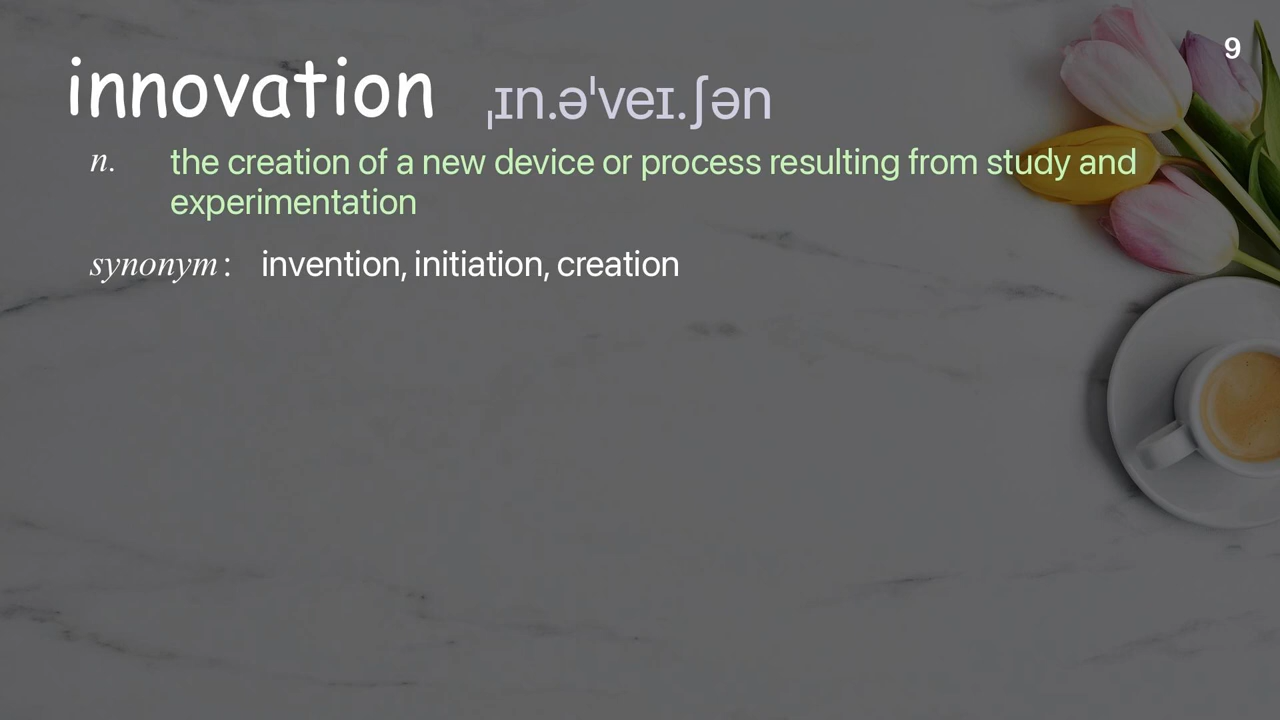 9
innovation ˌɪn.əˈveɪ.ʃən
n. the creation of a new device or process resulting from study and
experimentation
synonym: invention, initiation, creation